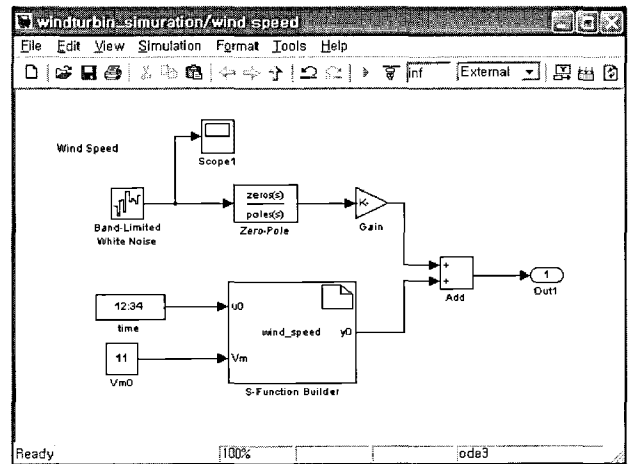 windturbin_simuration/wind speed
File Edit View Simulation Format Tools Help
inf External
Wind Speed
Scope1
Band-Limited
White Noise
zeros(s)
poles(s)
Zero-Pole
K-
Gain
Add
1
Out1
12:34
time
11
Vm0
u0
Vm
wind_speed
y0
S-Function Builder
Ready 100% ode3